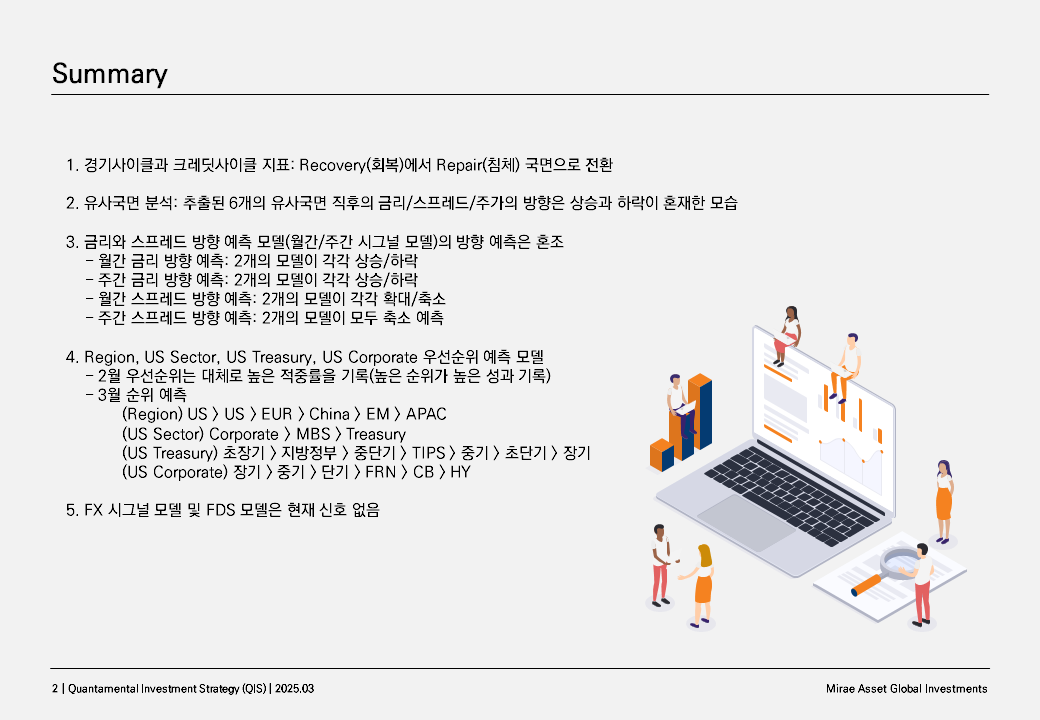 Summary
1. 경기사이클과 크레딧사이클 지표: Recovery(회복)에서 Repair(침체) 국면으로 전환
2. 유사국면 분석: 추출된 6개의 유사국면 직후의 금리/스프레드/주가의 방향은 상승과 하락이 혼재한 모습
3. 금리와 스프레드 방향 예측 모델(월간/주간 시그널 모델)의 방향 예측은 혼조
– 월간 금리 방향 예측: 2개의 모델이 각각 상승/하락
– 주간 금리 방향 예측: 2개의 모델이 각각 상승/하락
– 월간 스프레드 방향 예측: 2개의 모델이 각각 확대/축소
– 주간 스프레드 방향 예측: 2개의 모델이 모두 축소 예측
4. Region, US Sector, US Treasury, US Corporate 우선순위 예측 모델
– 2월 우선순위는 대체로 높은 적중률을 기록(높은 순위가 높은 성과 기록)
– 3월 순위 예측
(Region) US > US > EUR > China > EM > APAC
(US Sector) Corporate > MBS > Treasury
(US Treasury) 초장기 > 지방정부 > 중단기 > TIPS > 중기 > 초단기 > 장기
(US Corporate) 장기 > 중기 > 단기 > FRN > CB > HY
5. FX 시그널 모델 및 FDS 모델은 현재 신호 없음
2 | Quantamental Investment Strategy (QIS) | 2025.03
Mirae Asset Global Investments